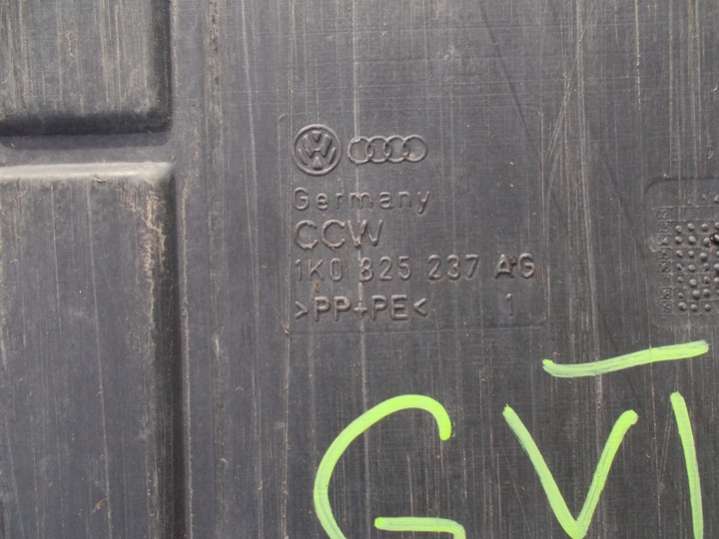 Germany
CCW
1K0 825 237 AG
>PP+PE< 1
GVI